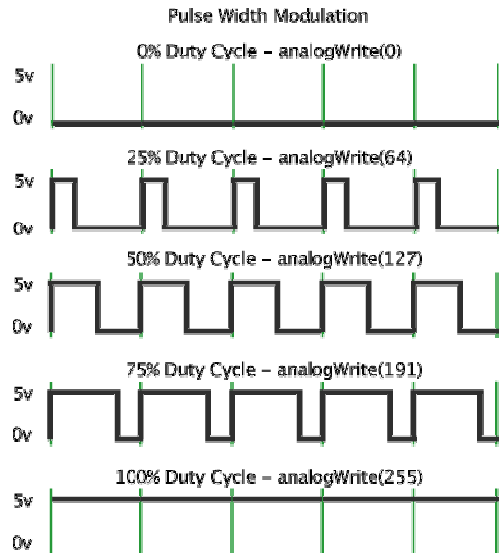 Pulse Width Modulation
0% Duty Cycle – analogWrite(0)
5v
0v
25% Duty Cycle – analogWrite(64)
5v
0v
50% Duty Cycle – analogWrite(127)
5v
0v
75% Duty Cycle – analogWrite(191)
5v
0v
100% Duty Cycle – analogWrite(255)
5v
0v